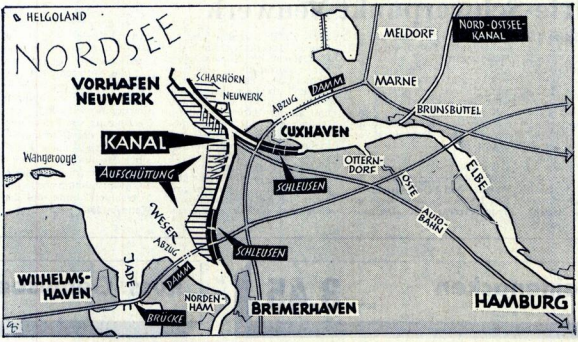 HELGOLAND
NORDSEE
MELDORF
NORD-OSTSEE-
KANAL
VORHAFEN
NEUWERK
SCHARHÖRN
NEUWERK
ABZUG
DAMM
MARNE
BRUNSBÜTTEL
KANAL
CUXHAVEN
Wangerooge
AUFSCHÜTTUNG
SCHLEUSEN
OTTERN-
DORF
OSTE
ELBE
WESER
ABZUG
DAMM
SCHLEUSEN
AUTO-
BAHN
WILHELMS-
HAVEN
JADE
BRÜCKE
NORDEN-
HAM
BREMERHAVEN
HAMBURG